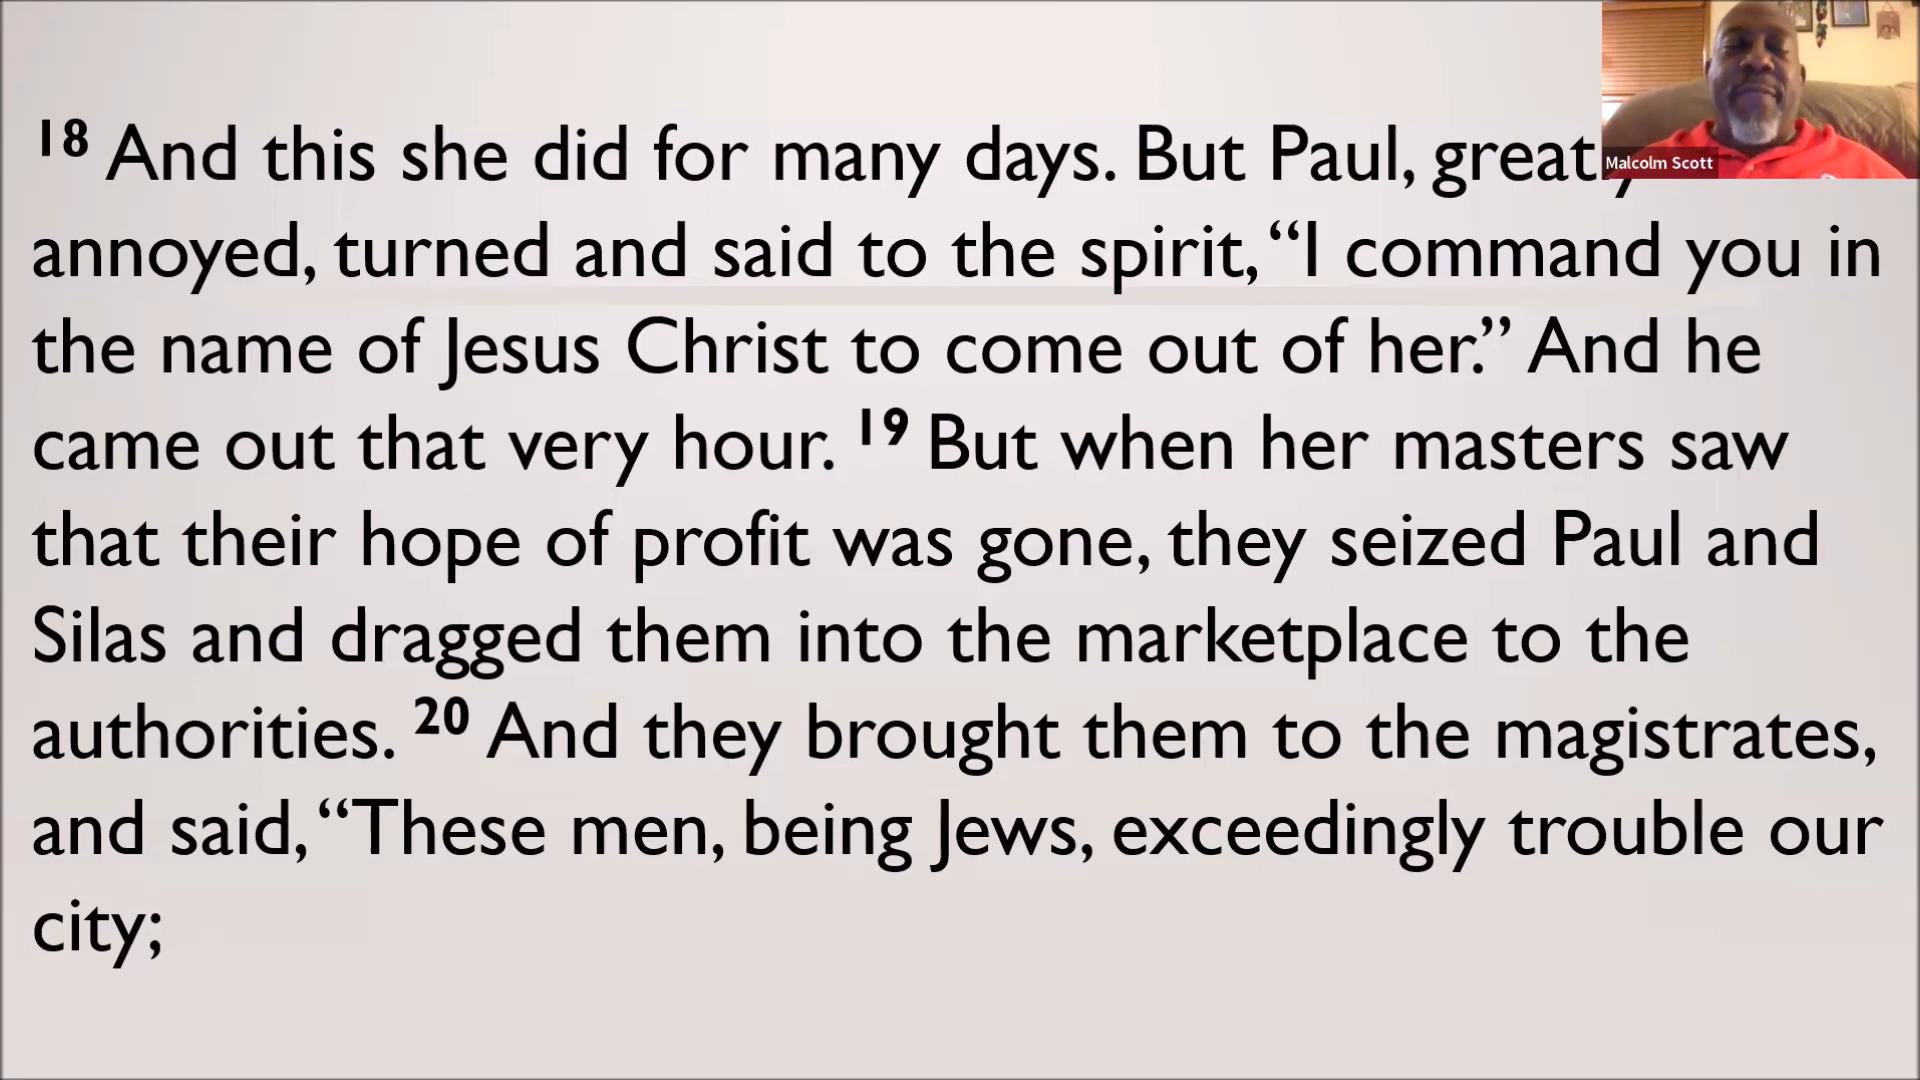 18 And this she did for many days. But Paul, greatly
annoyed, turned and said to the spirit, “I command you in
the name of Jesus Christ to come out of her.” And he
came out that very hour. 19 But when her masters saw
that their hope of profit was gone, they seized Paul and
Silas and dragged them into the marketplace to the
authorities. 20 And they brought them to the magistrates,
and said, “These men, being Jews, exceedingly trouble our
city;
Malcolm Scott